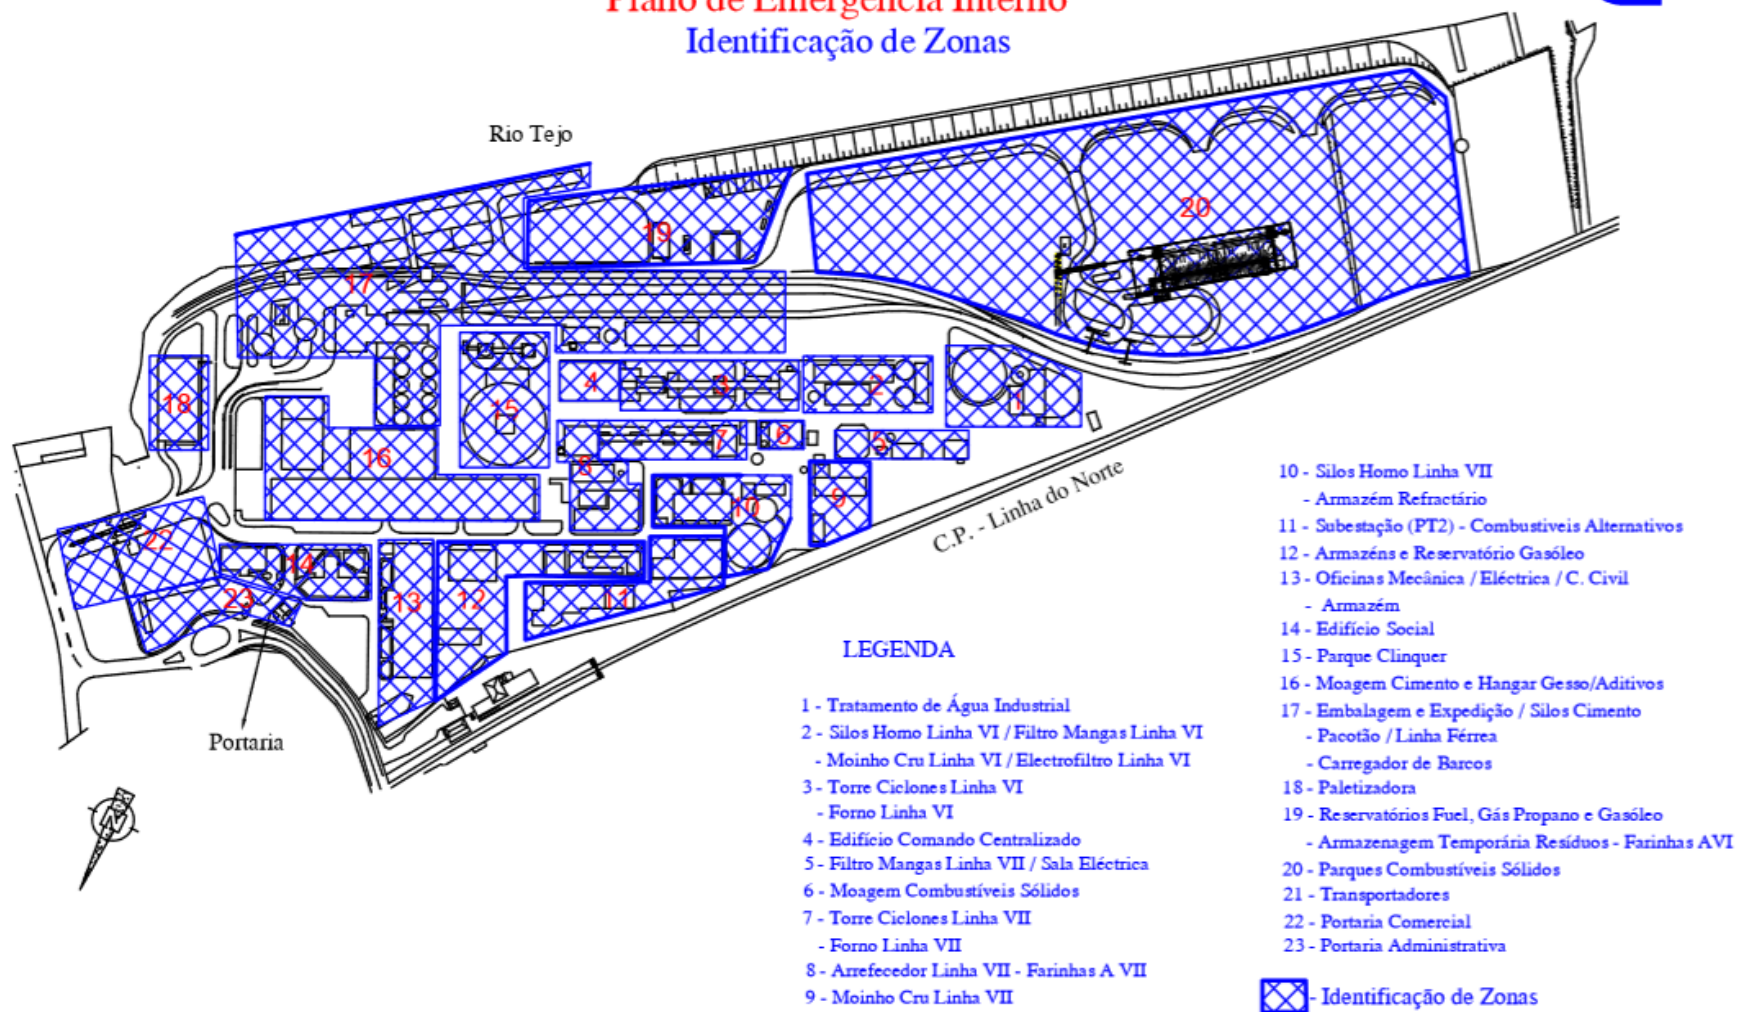 Plano de Emergência Interno
Identificação de Zonas
Rio Tejo
20
19
17
18
4
3
2
1
15
7
6
5
16
8
10
9
22
14
23
13
12
11
C.P. - Linha do Norte
Portaria
N
LEGENDA
1 - Tratamento de Água Industrial
2 - Silos Homo Linha VI / Filtro Mangas Linha VI
- Moinho Cru Linha VI / Electrofiltro Linha VI
3 - Torre Ciclones Linha VI
- Forno Linha VI
4 - Edifício Comando Centralizado
5 - Filtro Mangas Linha VII / Sala Eléctrica
6 - Moagem Combustíveis Sólidos
7 - Torre Ciclones Linha VII
- Forno Linha VII
8 - Arrefecedor Linha VII - Farinhas A VII
9 - Moinho Cru Linha VII
10 - Silos Homo Linha VII
- Armazém Refractário
11 - Subestação (PT2) - Combustiveis Alternativos
12 - Armazéns e Reservatório Gasóleo
13 - Oficinas Mecânica / Eléctrica / C. Civil
- Armazém
14 - Edifício Social
15 - Parque Clinquer
16 - Moagem Cimento e Hangar Gesso/Aditivos
17 - Embalagem e Expedição / Silos Cimento
- Pacotão / Linha Férrea
- Carregador de Barcos
18 - Paletizadora
19 - Reservatórios Fuel, Gás Propano e Gasóleo
- Armazenagem Temporária Resíduos - Farinhas AVI
20 - Parques Combustíveis Sólidos
21 - Transportadores
22 - Portaria Comercial
23 - Portaria Administrativa
- Identificação de Zonas